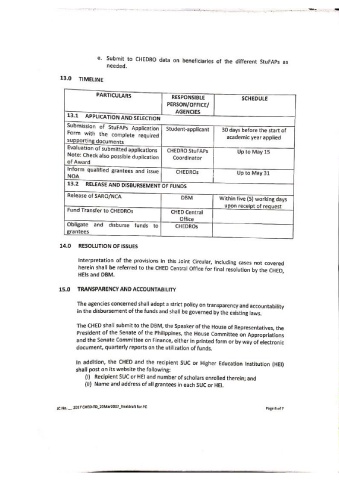 e. Submit to CHEDRO data on beneficiaries of the different StuFAPs as
needed.
13.0 TIMELINE
PARTICULARS
RESPONSIBLE
PERSON/OFFICE/
AGENCIES
SCHEDULE
13.1 APPLICATION AND SELECTION
Submission of StuFAPs Application
Form with the complete required
supporting documents
Student-applicant
30 days before the start of
academic year applied
Evaluation of submitted applications
Note: Check also possible duplication
of Award
CHEDRO StuFAPs
Coordinator
Up to May 15
Inform qualified grantees and issue
NOA
CHEDROs
Up to May 31
13.2 RELEASE AND DISBURSEMENT OF FUNDS
Release of SARO/NCA
DBM
Within five (5) working days
upon receipt of request
Fund Transfer to CHEDROs
CHED Central
Office
Obligate and disburse funds to
grantees
CHEDROs
14.0 RESOLUTION OF ISSUES
Interpretation of the provisions in this Joint Circular, including cases not covered
herein shall be referred to the CHED Central Office for final resolution by the CHED,
HEIs and DBM.
15.0 TRANSPARENCY AND ACCOUNTABILITY
The agencies concerned shall adopt a strict policy on transparency and accountability
in the disbursement of the funds and shall be governed by the existing laws.
The CHED shall submit to the DBM, the Speaker of the House of Representatives, the
President of the Senate of the Philippines, the House Committee on Appropriations
and the Senate Committee on Finance, either in printed form or by way of electronic
document, quarterly reports on the utilization of funds.
In addition, the CHED and the recipient SUC or Higher Education Institution (HEI)
shall post on its website the following:
(i) Recipient SUC or HEI and number of scholars enrolled therein; and
(ii) Name and address of all grantees in each SUC or HEI.
Page 6 of 7